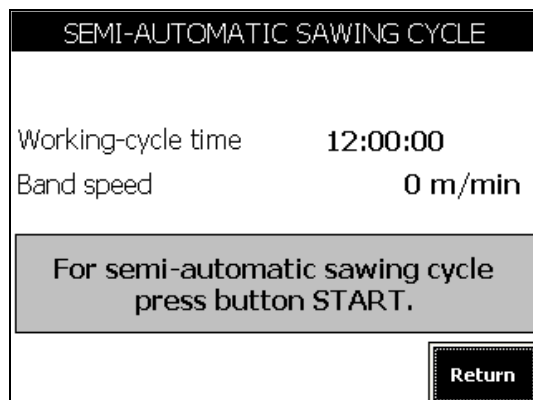 SEMI-AUTOMATIC SAWING CYCLE
Working-cycle time 12:00:00
Band speed 0 m/min
For semi-automatic sawing cycle
press button START.
Return